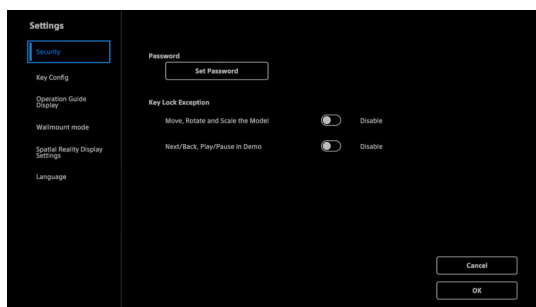 Settings
Security
Key Config
Operation Guide
Display
Wallmount mode
Spatial Reality Display
Settings
Language
Password
Set Password
Key Lock Exception
Move, Rotate and Scale the Model
Disable
Next/Back, Play/Pause in Demo
Disable
Cancel
OK